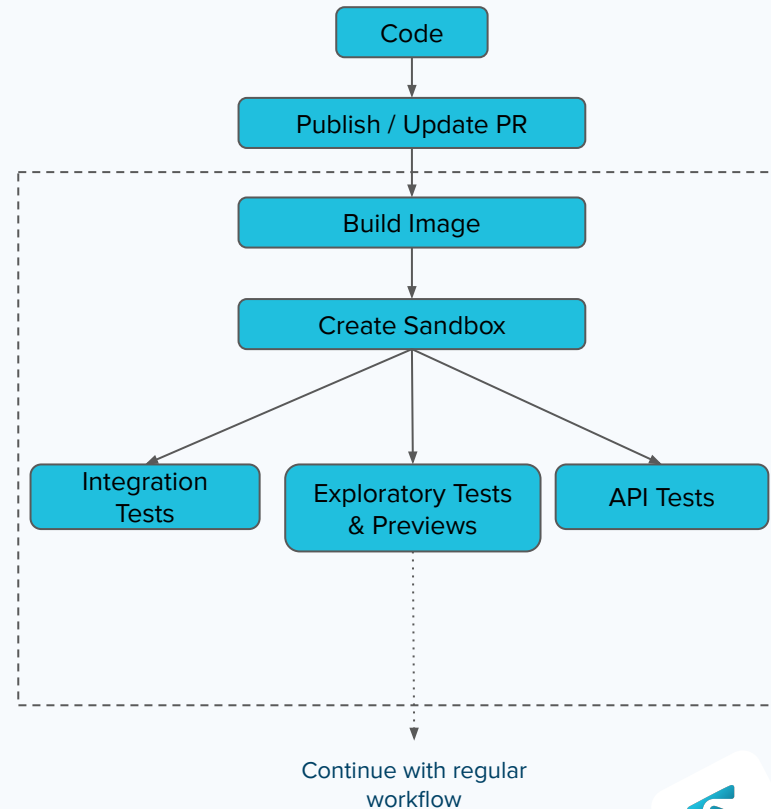 Code
Publish / Update PR
Build Image
Create Sandbox
Integration
Tests
Exploratory Tests
& Previews
API Tests
Continue with regular
workflow